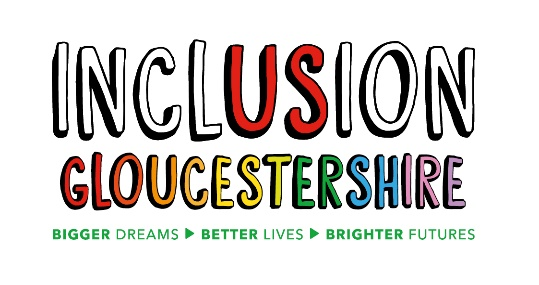 INCLUSION
GLOUCESTERSHIRE
BIGGER DREAMS ▶ BETTER LIVES ▶ BRIGHTER FUTURES